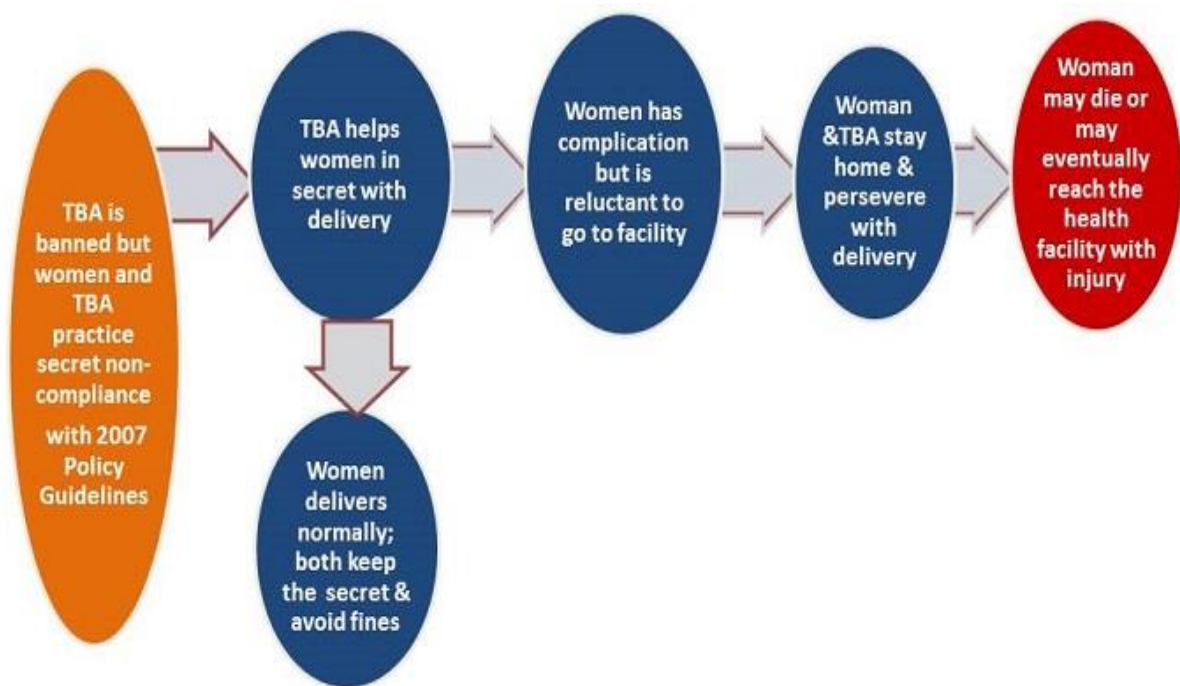 TBA is
banned but
women and
TBA
practice
secret non-
compliance
with 2007
Policy
Guidelines
TBA helps
women in
secret with
delivery
Women has
complication
but is
reluctant to
go to facility
Woman
&TBA stay
home &
persevere
with
delivery
Woman
may die or
may
eventually
reach the
health
facility with
injury
Women
delivers
normally;
both keep
the secret &
avoid fines